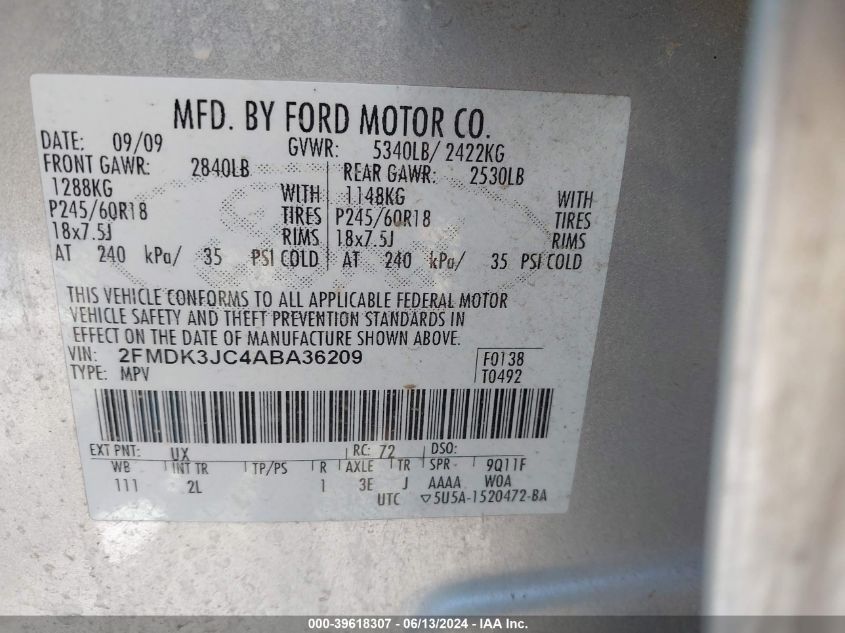 MFD. BY FORD MOTOR CO.
DATE: 09/09 GVWR: 5340LB/ 2422KG
FRONT GAWR: 2840LB REAR GAWR: 2530LB
1288KG WITH 1148KG WITH
P245/60R18 TIRES P245/60R18 TIRES
18x7.5J RIMS 18x7.5J RIMS
AT 240 kPa/ 35 PSI COLD AT 240 kPa/ 35 PSI COLD
THIS VEHICLE CONFORMS TO ALL APPLICABLE FEDERAL MOTOR
VEHICLE SAFETY AND THEFT PREVENTION STANDARDS IN
EFFECT ON THE DATE OF MANUFACTURE SHOWN ABOVE.
VIN: 2FMDK3JC4ABA36209 F0138
TYPE: MPV T0492
EXT PNT: UX RC: 72 DSO:
WB INT TR TP/PS R AXLE TR SPR 9Q11F
111 2L 1 3E J AAAA W0A
UTC ▽5U5A-1520472-BA
000-39618307 - 06/13/2024 - IAA Inc.